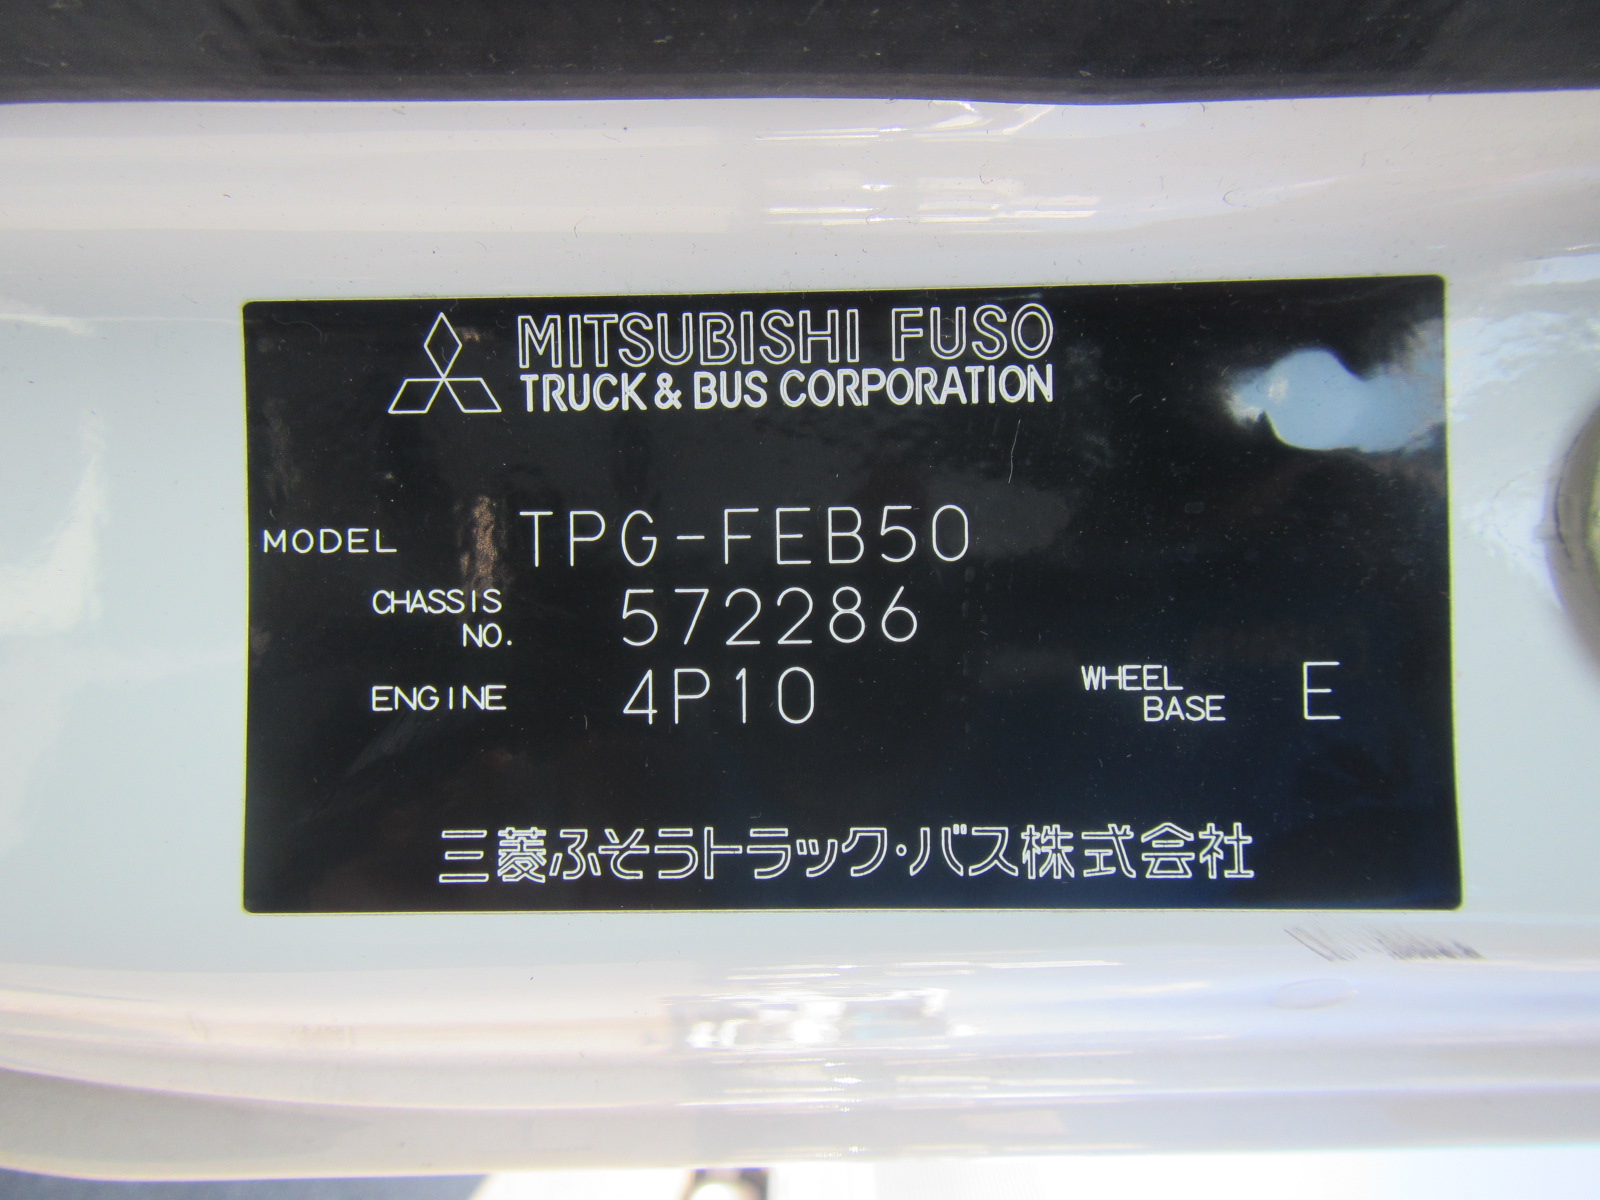 MITSUBISHI FUSO
TRUCK & BUS CORPORATION
MODEL TPG-FEB50
CHASSIS NO. 572286
ENGINE 4P10 WHEEL BASE E
三菱ふそうトラック・バス株式会社